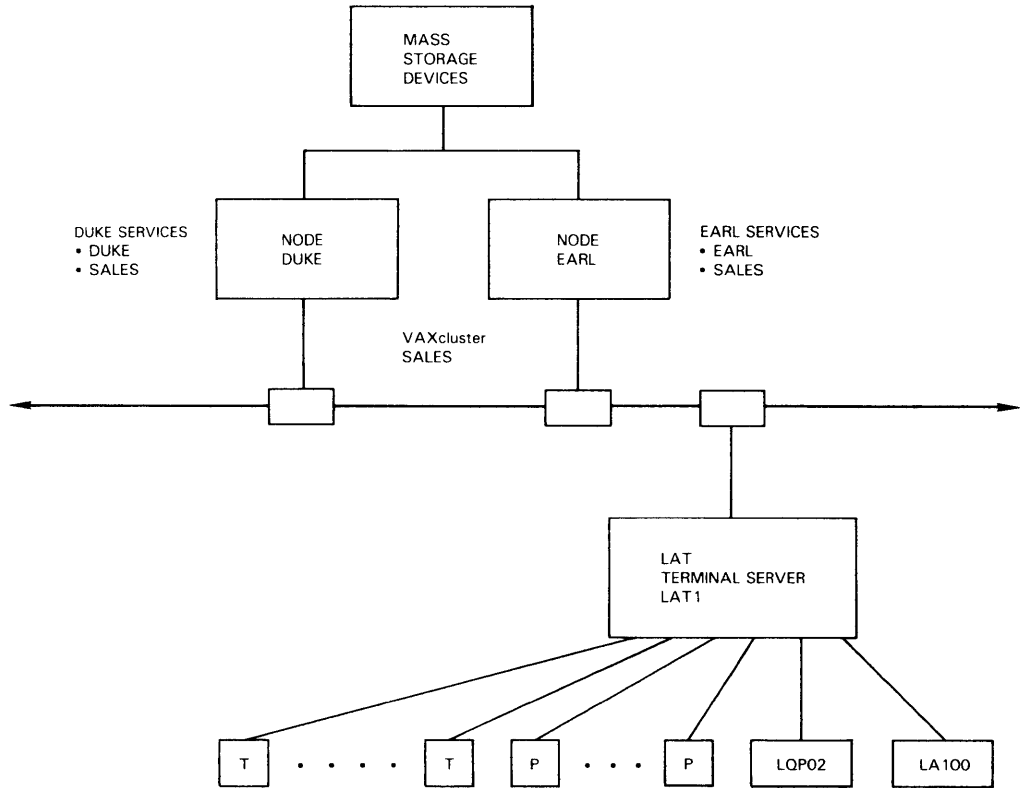 MASS
STORAGE
DEVICES
DUKE SERVICES
• DUKE
• SALES
NODE
DUKE
NODE
EARL
EARL SERVICES
• EARL
• SALES
VAXcluster
SALES
LAT
TERMINAL SERVER
LAT1
T . . . . T P . . . P LQP02 LA100